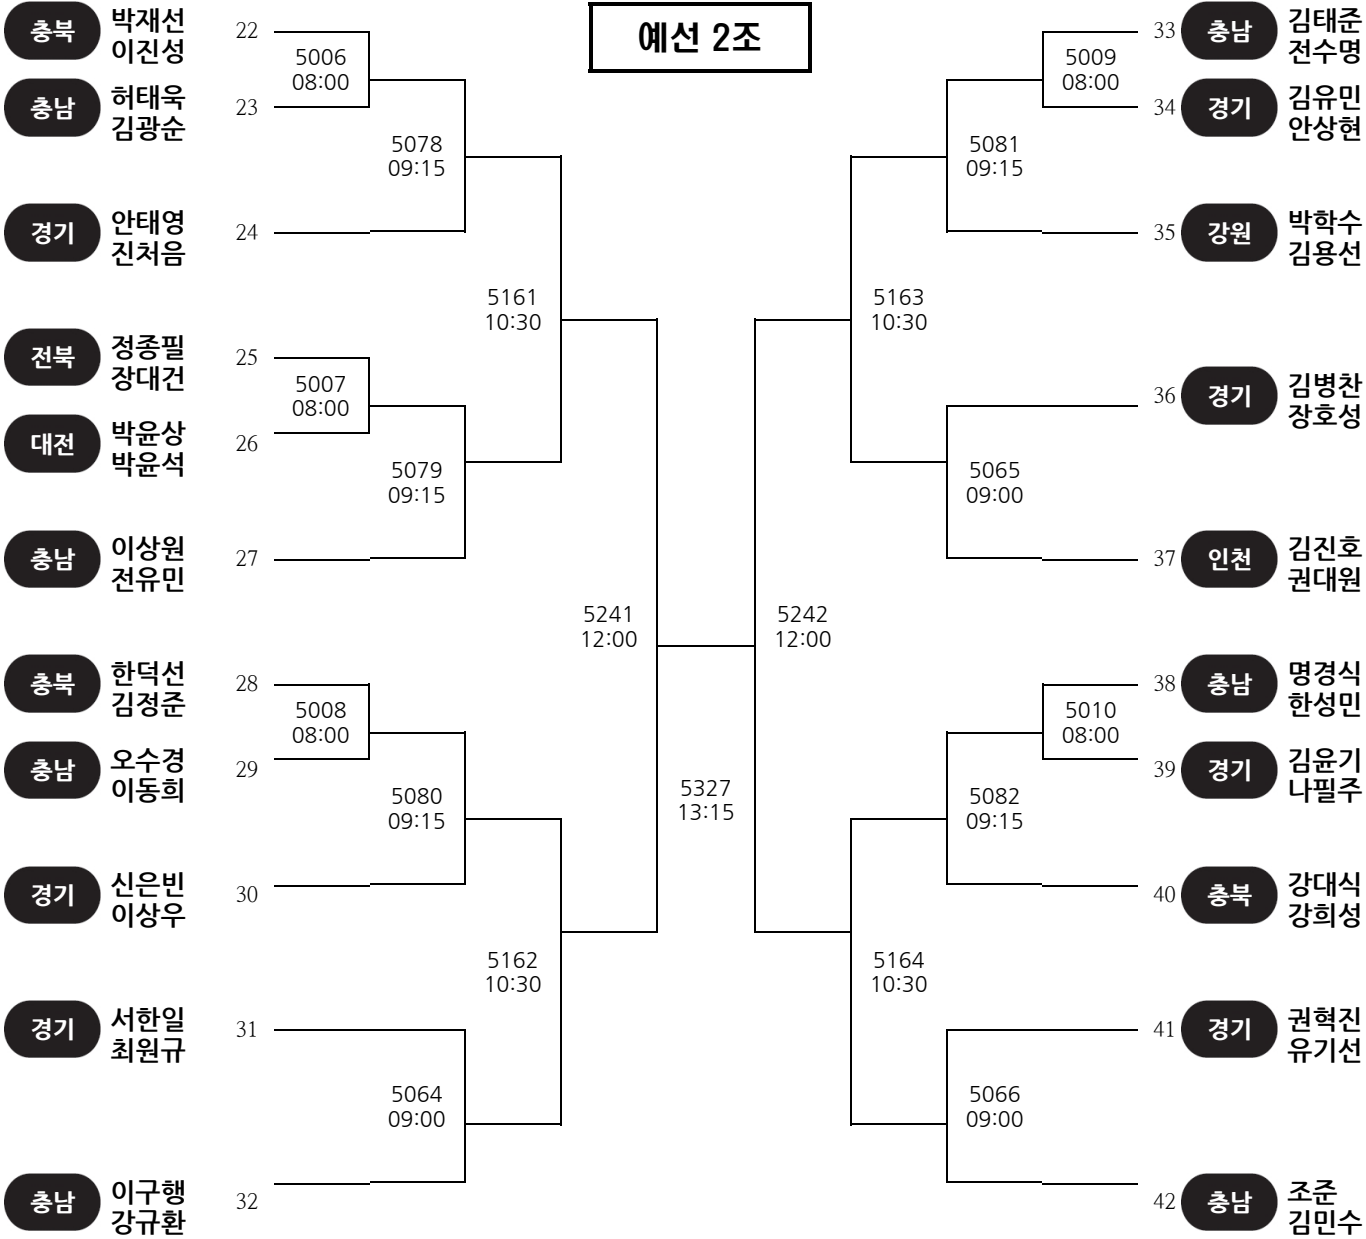 예선 2조
충북
박재선
이진성
22
5006
08:00
충남
허태욱
김광순
23
5078
09:15
경기
안태영
진처음
24
5161
10:30
전북
정종필
장대건
25
5007
08:00
대전
박윤상
박윤석
26
5079
09:15
충남
이상원
전유민
27
5241
12:00
충북
한덕선
김정준
28
5008
08:00
충남
오수경
이동희
29
5080
09:15
경기
신은빈
이상우
30
5162
10:30
경기
서한일
최원규
31
5064
09:00
충남
이구행
강규환
32
5327
13:15
33
충남
김태준
전수명
5009
08:00
34
경기
김유민
안상현
5081
09:15
35
강원
박학수
김용선
5163
10:30
36
경기
김병찬
장호성
5065
09:00
37
인천
김진호
권대원
5242
12:00
38
충남
명경식
한성민
5010
08:00
39
경기
김윤기
나필주
5082
09:15
40
충북
강대식
강희성
5164
10:30
41
경기
권혁진
유기선
5066
09:00
42
충남
조준
김민수